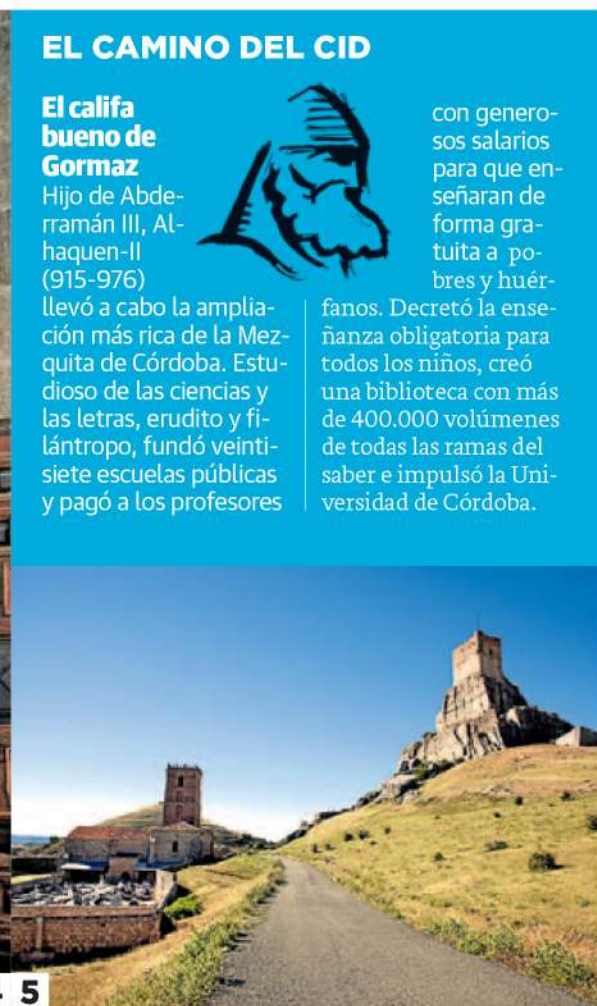 EL CAMINO DEL CID
El califa
bueno de
Gormaz
Hijo de Abde-
rramán III, Al-
haquen-II
(915-976)
llevó a cabo la amplia-
ción más rica de la Mez-
quita de Córdoba. Estu-
dioso de las ciencias y
las letras, erudito y fi-
lántropo, fundó veinti-
siete escuelas públicas
y pagó a los profesores
con genero-
sos salarios
para que en-
señaran de
forma gra-
tuita a po-
bres y huér-
fanos. Decretó la ense-
ñanza obligatoria para
todos los niños, creó
una biblioteca con más
de 400.000 volúmenes
de todas las ramas del
saber e impulsó la Uni-
versidad de Córdoba.
5